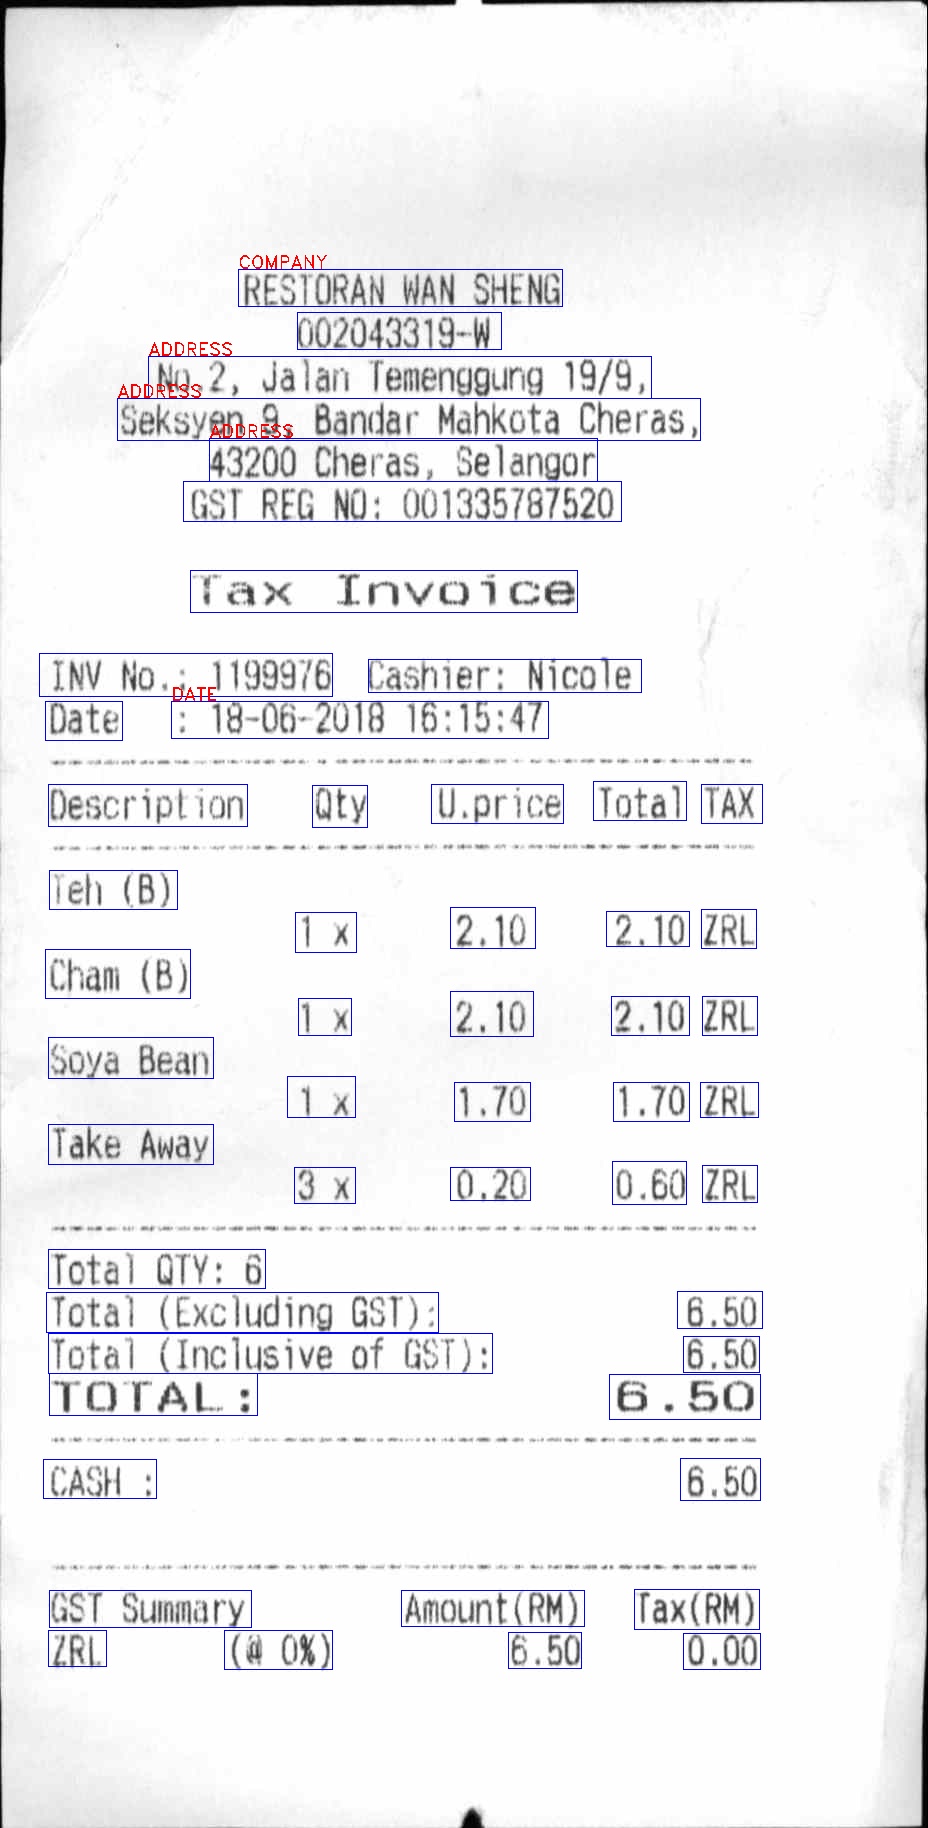 COMPANY
RESTORAN WAN SHENG
002043319-W
ADDRESS
No.2, Jalan Temenggung 19/9,
ADDRESS
Seksyen 9, Bandar Mahkota Cheras,
ADDRESS
43200 Cheras, Selangor
GST REG NO: 001335787520
Tax Invoice
INV No.: 1199976 Cashier: Nicole
DATE
Date : 18-06-2018 16:15:47
Description Qty U.price Total TAX
Teh (B)
1 x 2.10 2.10 ZRL
Cham (B)
1 x 2.10 2.10 ZRL
Soya Bean
1 x 1.70 1.70 ZRL
Take Away
3 x 0.20 0.60 ZRL
Total QTY: 6
Total (Excluding GST): 6.50
Total (Inclusive of GST): 6.50
TOTAL: 6.50
CASH : 6.50
GST Summary Amount(RM) Tax(RM)
ZRL (@ 0%) 6.50 0.00